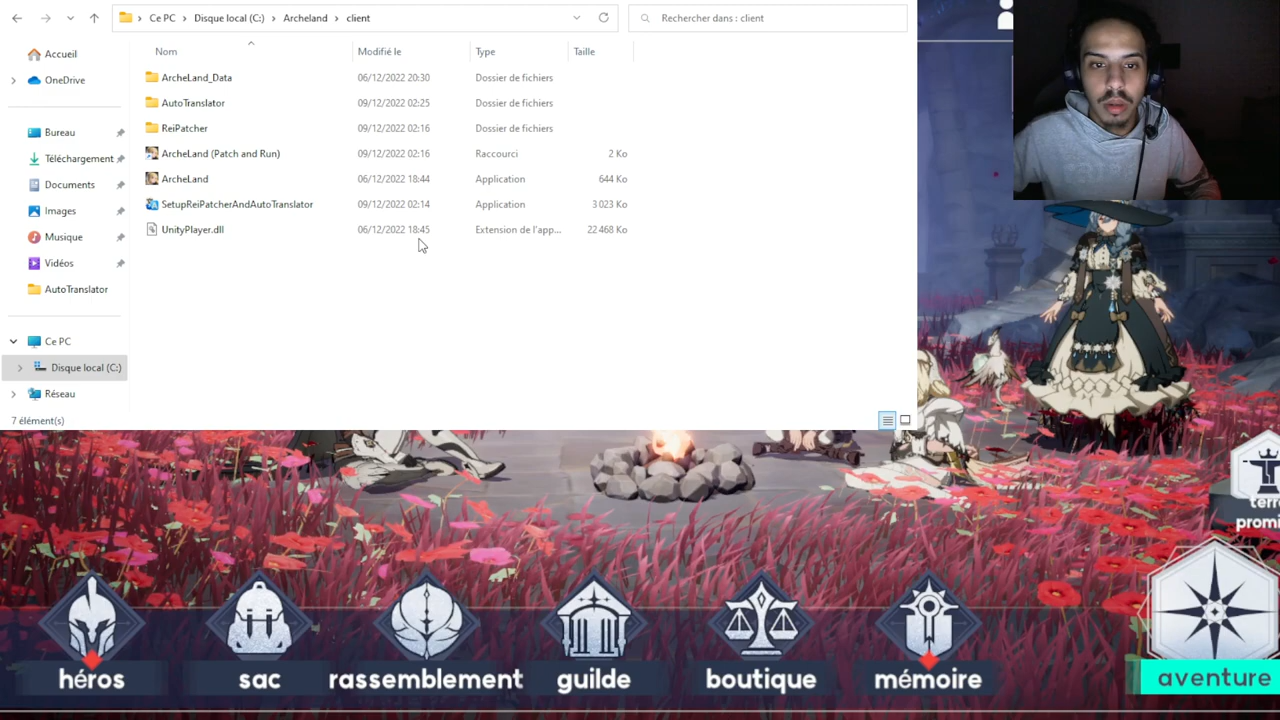 Ce PC > Disque local (C:) > Archeland > client
Rechercher dans : client
Nom Modifié le Type Taille
Accueil
OneDrive
Bureau
Téléchargement
Documents
Images
Musique
Vidéos
AutoTranslator
Ce PC
Disque local (C:)
Réseau
ArcheLand_Data 06/12/2022 20:30 Dossier de fichiers
AutoTranslator 09/12/2022 02:25 Dossier de fichiers
ReiPatcher 09/12/2022 02:16 Dossier de fichiers
ArcheLand (Patch and Run) 09/12/2022 02:16 Raccourci 2 Ko
ArcheLand 06/12/2022 18:44 Application 644 Ko
SetupReiPatcherAndAutoTranslator 09/12/2022 02:14 Application 3 023 Ko
UnityPlayer.dll 06/12/2022 18:45 Extension de l'app... 22 468 Ko
7 élément(s)
terr
promi
héros
sac
rassemblement
guilde
boutique
mémoire
aventure